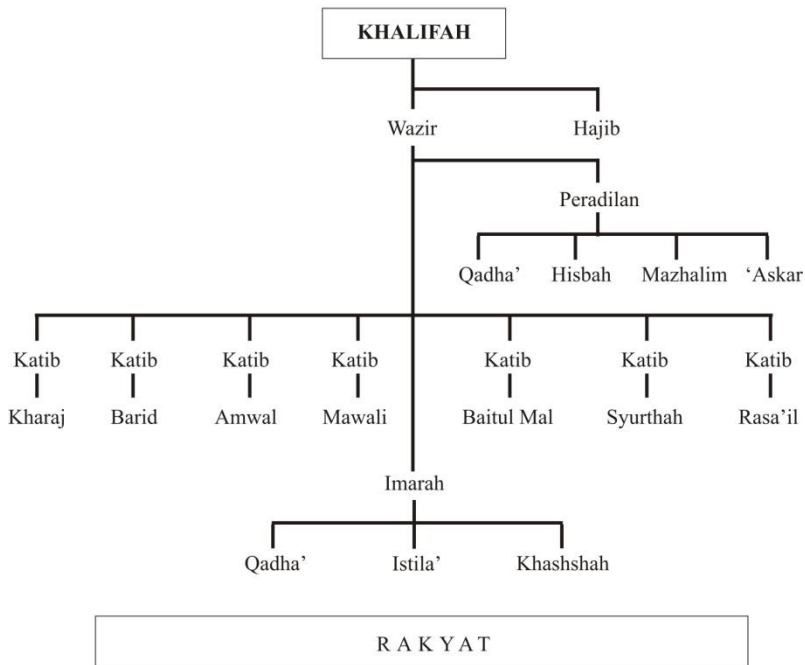 KHALIFAH
Wazir Hajib
Peradilan
Qadha’ Hisbah Mazhalim ‘Askar
Katib Katib Katib Katib Katib Katib Katib
Kharaj Barid Amwal Mawali Baitul Mal Syurthah Rasa’il
Imarah
Qadha’ Istila’ Khashshah
RAKYAT